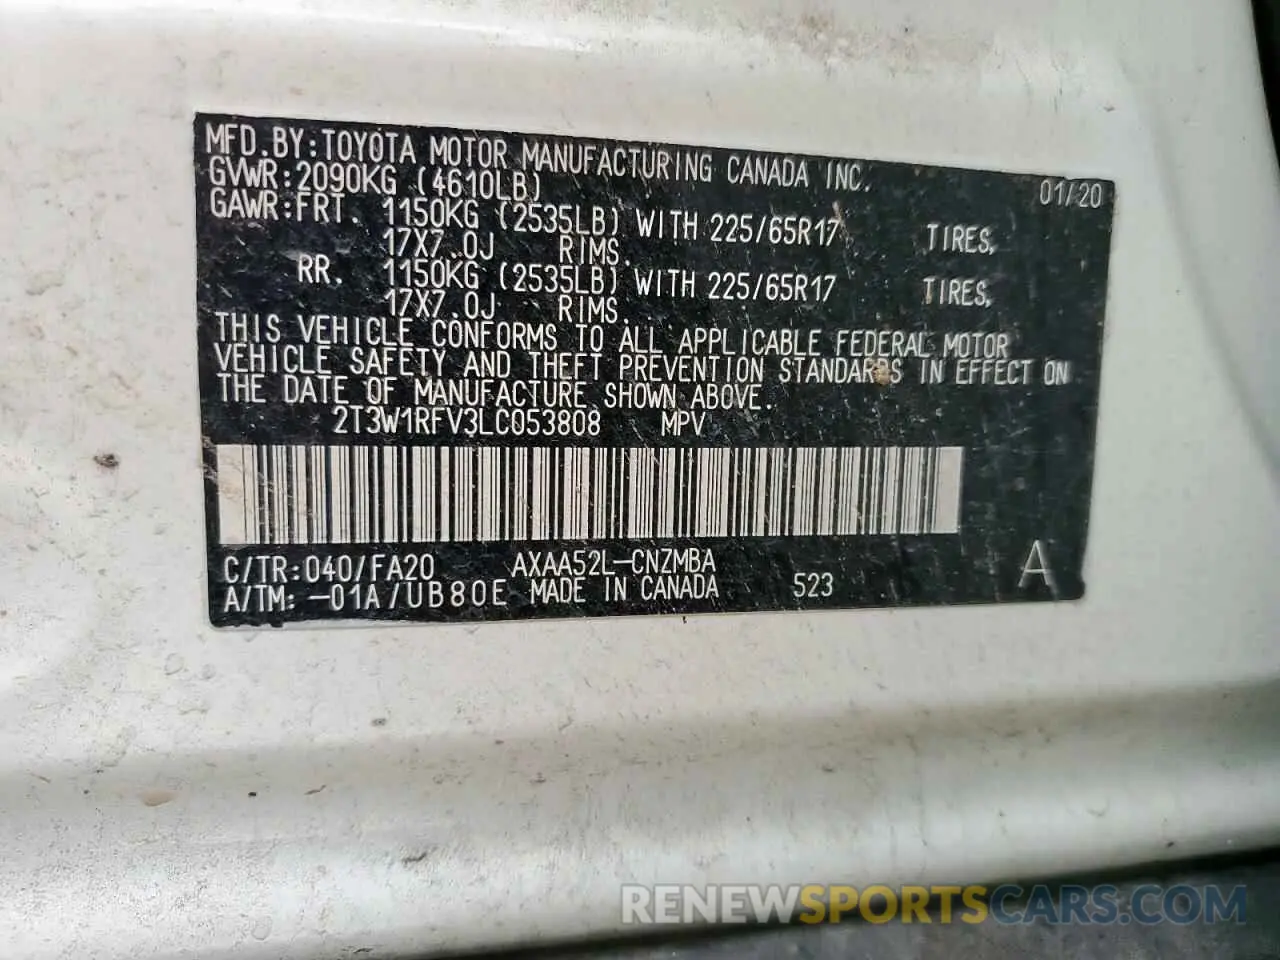 MFD.BY:TOYOTA MOTOR MANUFACTURING CANADA INC.
GVWR:2090KG (4610LB) 01/20
GAWR:FRT. 1150KG (2535LB) WITH 225/65R17 TIRES,
17X7.0J RIMS.
RR. 1150KG (2535LB) WITH 225/65R17 TIRES,
17X7.0J RIMS.
THIS VEHICLE CONFORMS TO ALL APPLICABLE FEDERAL MOTOR
VEHICLE SAFETY AND THEFT PREVENTION STANDARDS IN EFFECT ON
THE DATE OF MANUFACTURE SHOWN ABOVE.
2T3W1RFV3LC053808 MPV
C/TR:040/FA20 AXAA52L-CNZMBA
A/TM:-01A/UB80E MADE IN CANADA 523 A
RENEWSPORTSCARS.COM